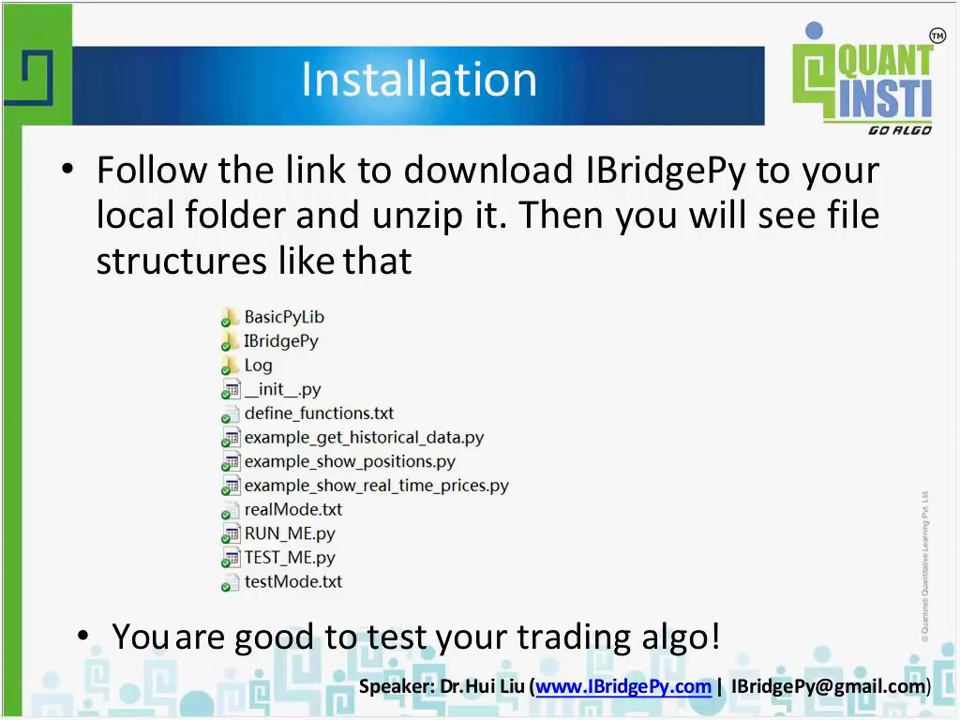 Installation
QUANT
INSTI
GO ALGO
TM
• Follow the link to download IBridgePy to your
local folder and unzip it. Then you will see file
structures like that
BasicPyLib
IBridgePy
Log
__init__.py
define_functions.txt
example_get_historical_data.py
example_show_positions.py
example_show_real_time_prices.py
realMode.txt
RUN_ME.py
TEST_ME.py
testMode.txt
© Quantinsti Quantitative Learning Pvt. Ltd.
• You are good to test your trading algo!
Speaker: Dr.Hui Liu (www.IBridgePy.com | IBridgePy@gmail.com)